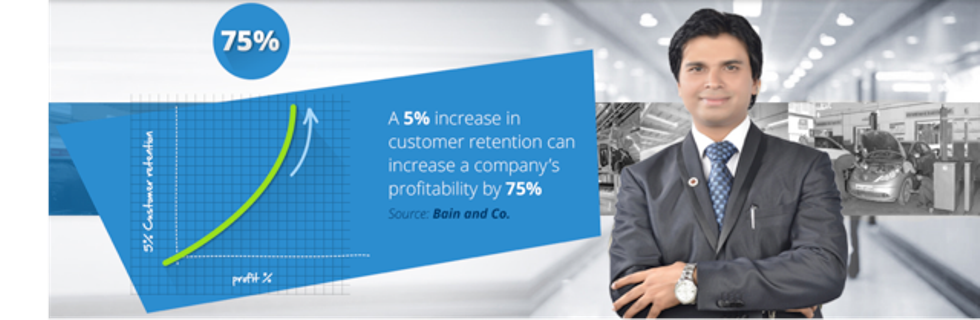 75%
5% Customer retention
profit %
A 5% increase in
customer retention can
increase a company's
profitability by 75%
Source: Bain and Co.